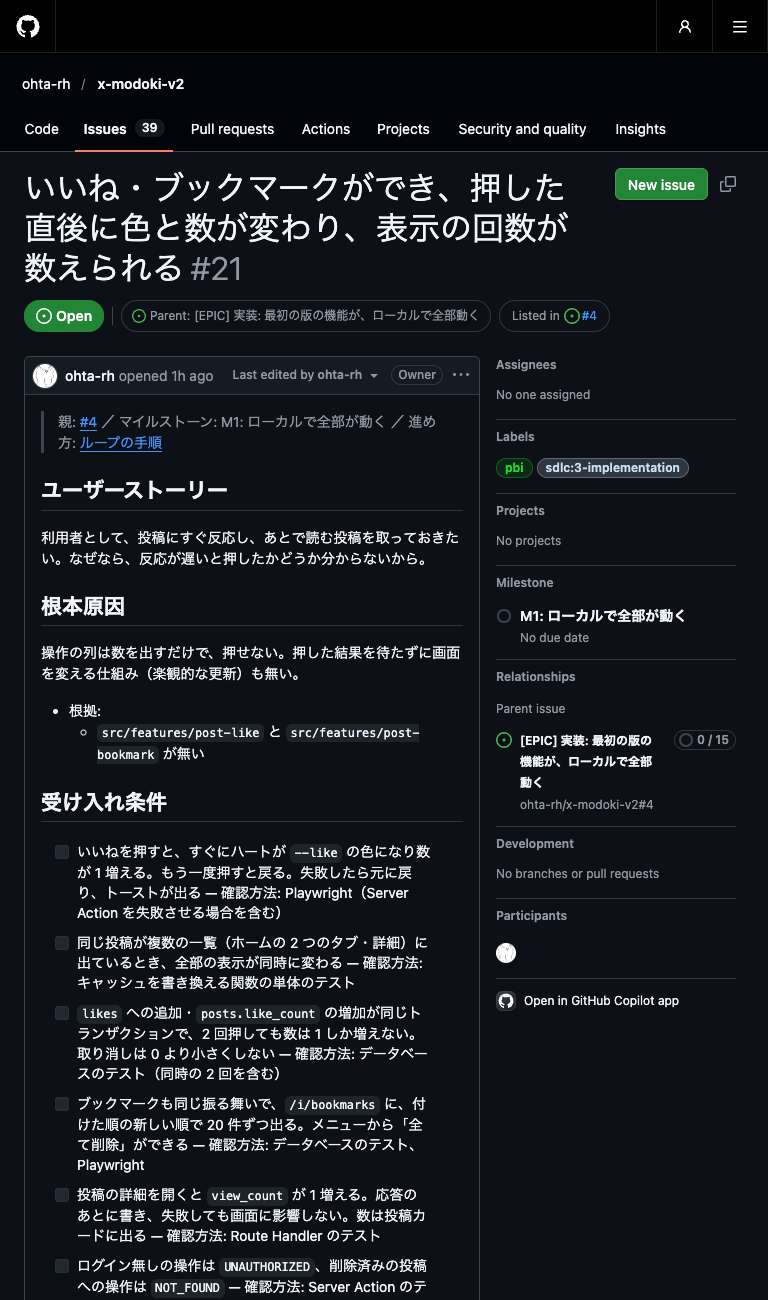 ohta-rh / x-modoki-v2
Code Issues 39 Pull requests Actions Projects Security and quality Insights
いいね・ブックマークができ、押した
直後に色と数が変わり、表示の回数が
数えられる #21
New issue
Open
Parent: [EPIC] 実装: 最初の版の機能が、ローカルで全部動く
Listed in #4
ohta-rh opened 1h ago Last edited by ohta-rh Owner
親: #4 ／ マイルストーン: M1: ローカルで全部が動く ／ 進め
方: ループの手順
ユーザーストーリー
利用者として、投稿にすぐ反応し、あとで読む投稿を取っておきた
い。なぜなら、反応が遅いと押したかどうか分からないから。
根本原因
操作の列は数を出すだけで、押せない。押した結果を待たずに画面
を変える仕組み（楽観的な更新）も無い。
根拠:
src/features/post-like と src/features/post-
bookmark が無い
受け入れ条件
いいねを押すと、すぐにハートが --like の色になり数
が 1 増える。もう一度押すと戻る。失敗したら元に戻
り、トーストが出る — 確認方法: Playwright（Server
Action を失敗させる場合を含む）
同じ投稿が複数の一覧（ホームの 2 つのタブ・詳細）に
出ているとき、全部の表示が同時に変わる — 確認方法:
キャッシュを書き換える関数の単体のテスト
likes への追加・ posts.like_count の増加が同じト
ランザクションで、2 回押しても数は 1 しか増えない。
取り消しは 0 より小さくしない — 確認方法: データベー
スのテスト（同時の 2 回を含む）
ブックマークも同じ振る舞いで、 /i/bookmarks に、付
けた順の新しい順で 20 件ずつ出る。メニューから「全
て削除」ができる — 確認方法: データベースのテスト、
Playwright
投稿の詳細を開くと view_count が 1 増える。応答の
あとに書き、失敗しても画面に影響しない。数は投稿カ
ードに出る — 確認方法: Route Handler のテスト
ログイン無しの操作は UNAUTHORIZED 、削除済みの投稿
への操作は NOT_FOUND — 確認方法: Server Action のテ
Assignees
No one assigned
Labels
pbi sdlc:3-implementation
Projects
No projects
Milestone
M1: ローカルで全部が動く
No due date
Relationships
Parent issue
[EPIC] 実装: 最初の版の
機能が、ローカルで全部
動く
0 / 15
ohta-rh/x-modoki-v2#4
Development
No branches or pull requests
Participants
Open in GitHub Copilot app